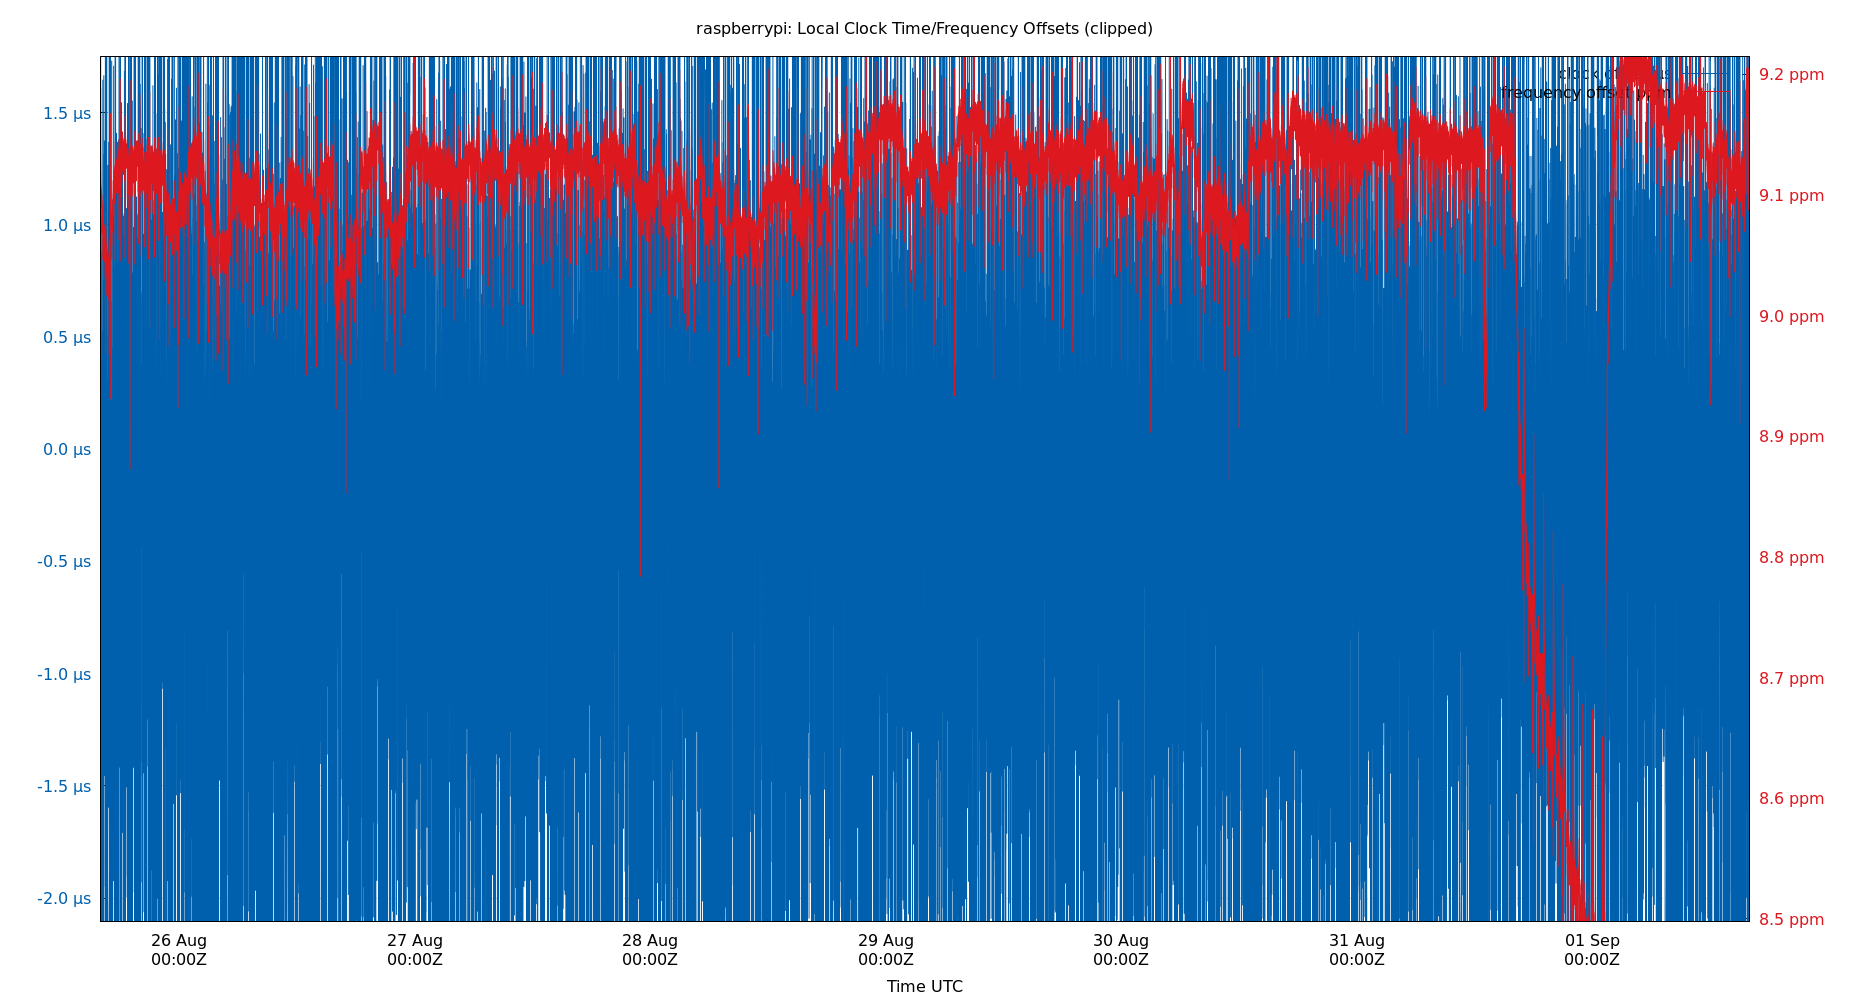 raspberrypi: Local Clock Time/Frequency Offsets (clipped)
frequency offset ppm
1.5 µs
1.0 µs
0.5 µs
0.0 µs
-0.5 µs
-1.0 µs
-1.5 µs
-2.0 µs
9.2 ppm
9.1 ppm
9.0 ppm
8.9 ppm
8.8 ppm
8.7 ppm
8.6 ppm
8.5 ppm
26 Aug 27 Aug 28 Aug 29 Aug 30 Aug 31 Aug 01 Sep
00:00Z 00:00Z 00:00Z 00:00Z 00:00Z 00:00Z 00:00Z
Time UTC